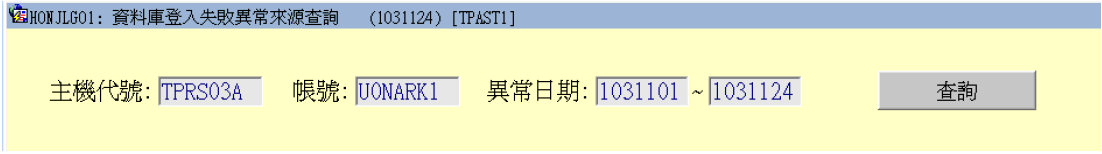 HONJLG01: 資料庫登入失敗異常來源查詢 (1031124) [TPAST1]
主機代號: TPRS03A 帳號: UONARK1 異常日期: 1031101 ~ 1031124 查詢